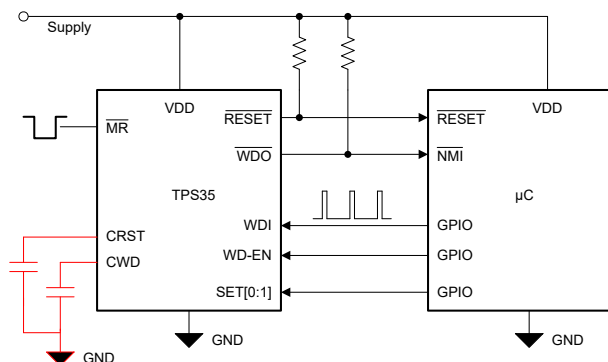 Supply
VDD
VDD
MR
RESET
RESET
WDO
NMI
TPS35
µC
WDI
GPIO
CRST
WD-EN
GPIO
CWD
SET[0:1]
GPIO
GND
GND
GND